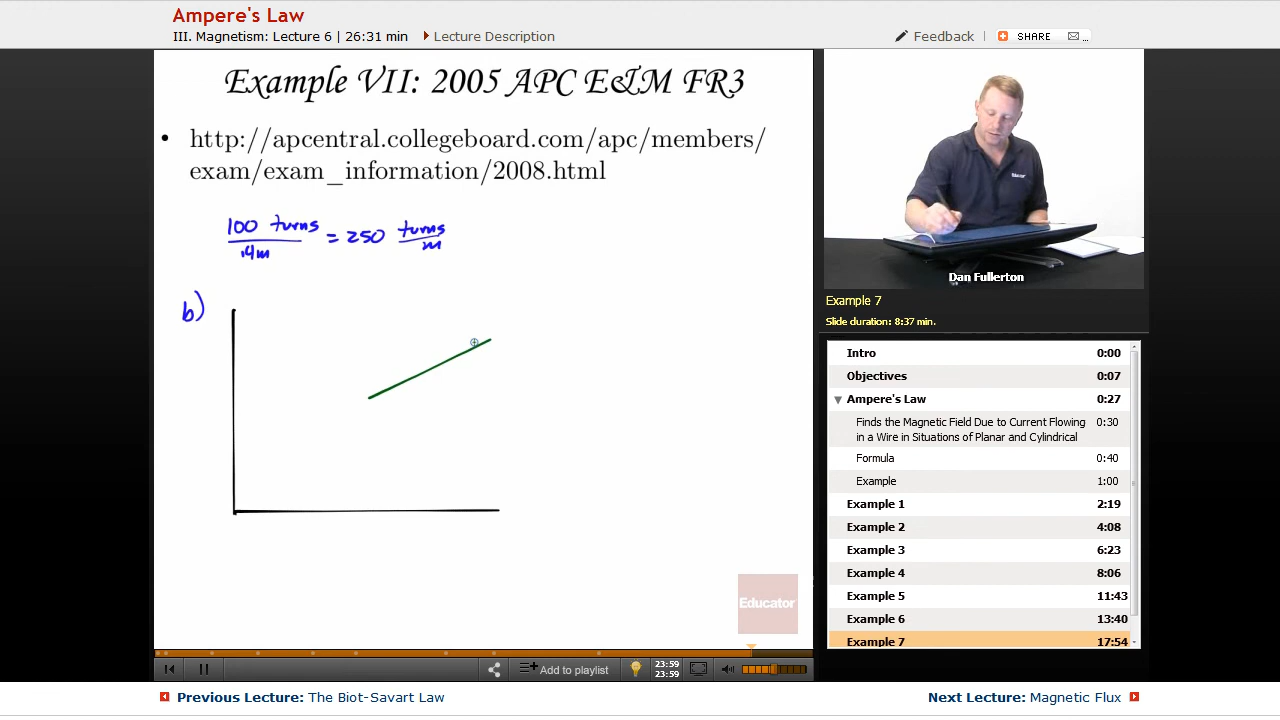 Ampere's Law
III. Magnetism: Lecture 6 | 26:31 min
Lecture Description
Feedback
SHARE
Example VII: 2005 APC E&M FR3
• http://apcentral.collegeboard.com/apc/members/
exam/exam_information/2008.html
100 turns
.4m
= 250 turns
m
b)
Educator
Educator
Dan Fullerton
Example 7
Slide duration: 8:37 min.
Intro 0:00
Objectives 0:07
Ampere's Law 0:27
Finds the Magnetic Field Due to Current Flowing 0:30
in a Wire in Situations of Planar and Cylindrical
Formula 0:40
Example 1:00
Example 1 2:19
Example 2 4:08
Example 3 6:23
Example 4 8:06
Example 5 11:43
Example 6 13:40
Example 7 17:54
Add to playlist
23:59
23:59
Previous Lecture: The Biot-Savart Law
Next Lecture: Magnetic Flux